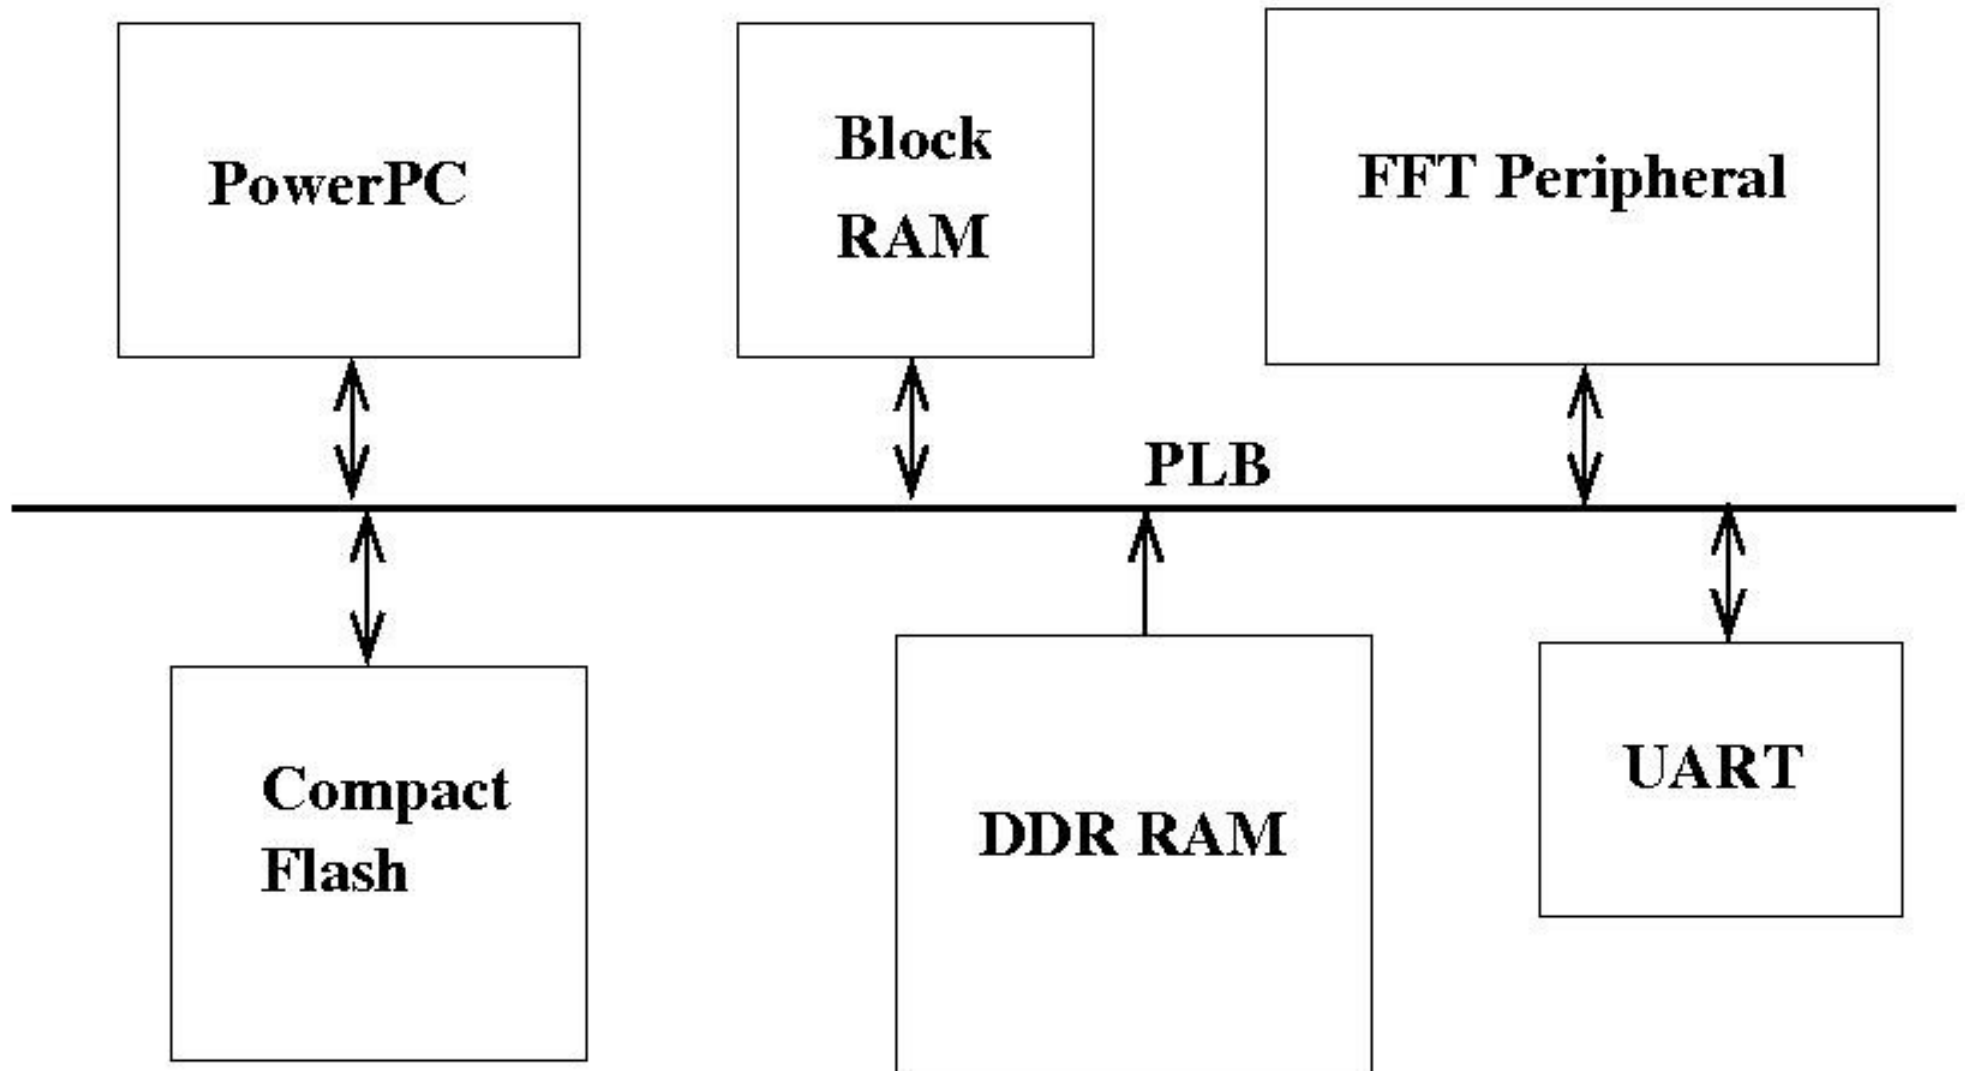 PowerPC
Block
RAM
FFT Peripheral
PLB
Compact
Flash
DDR RAM
UART